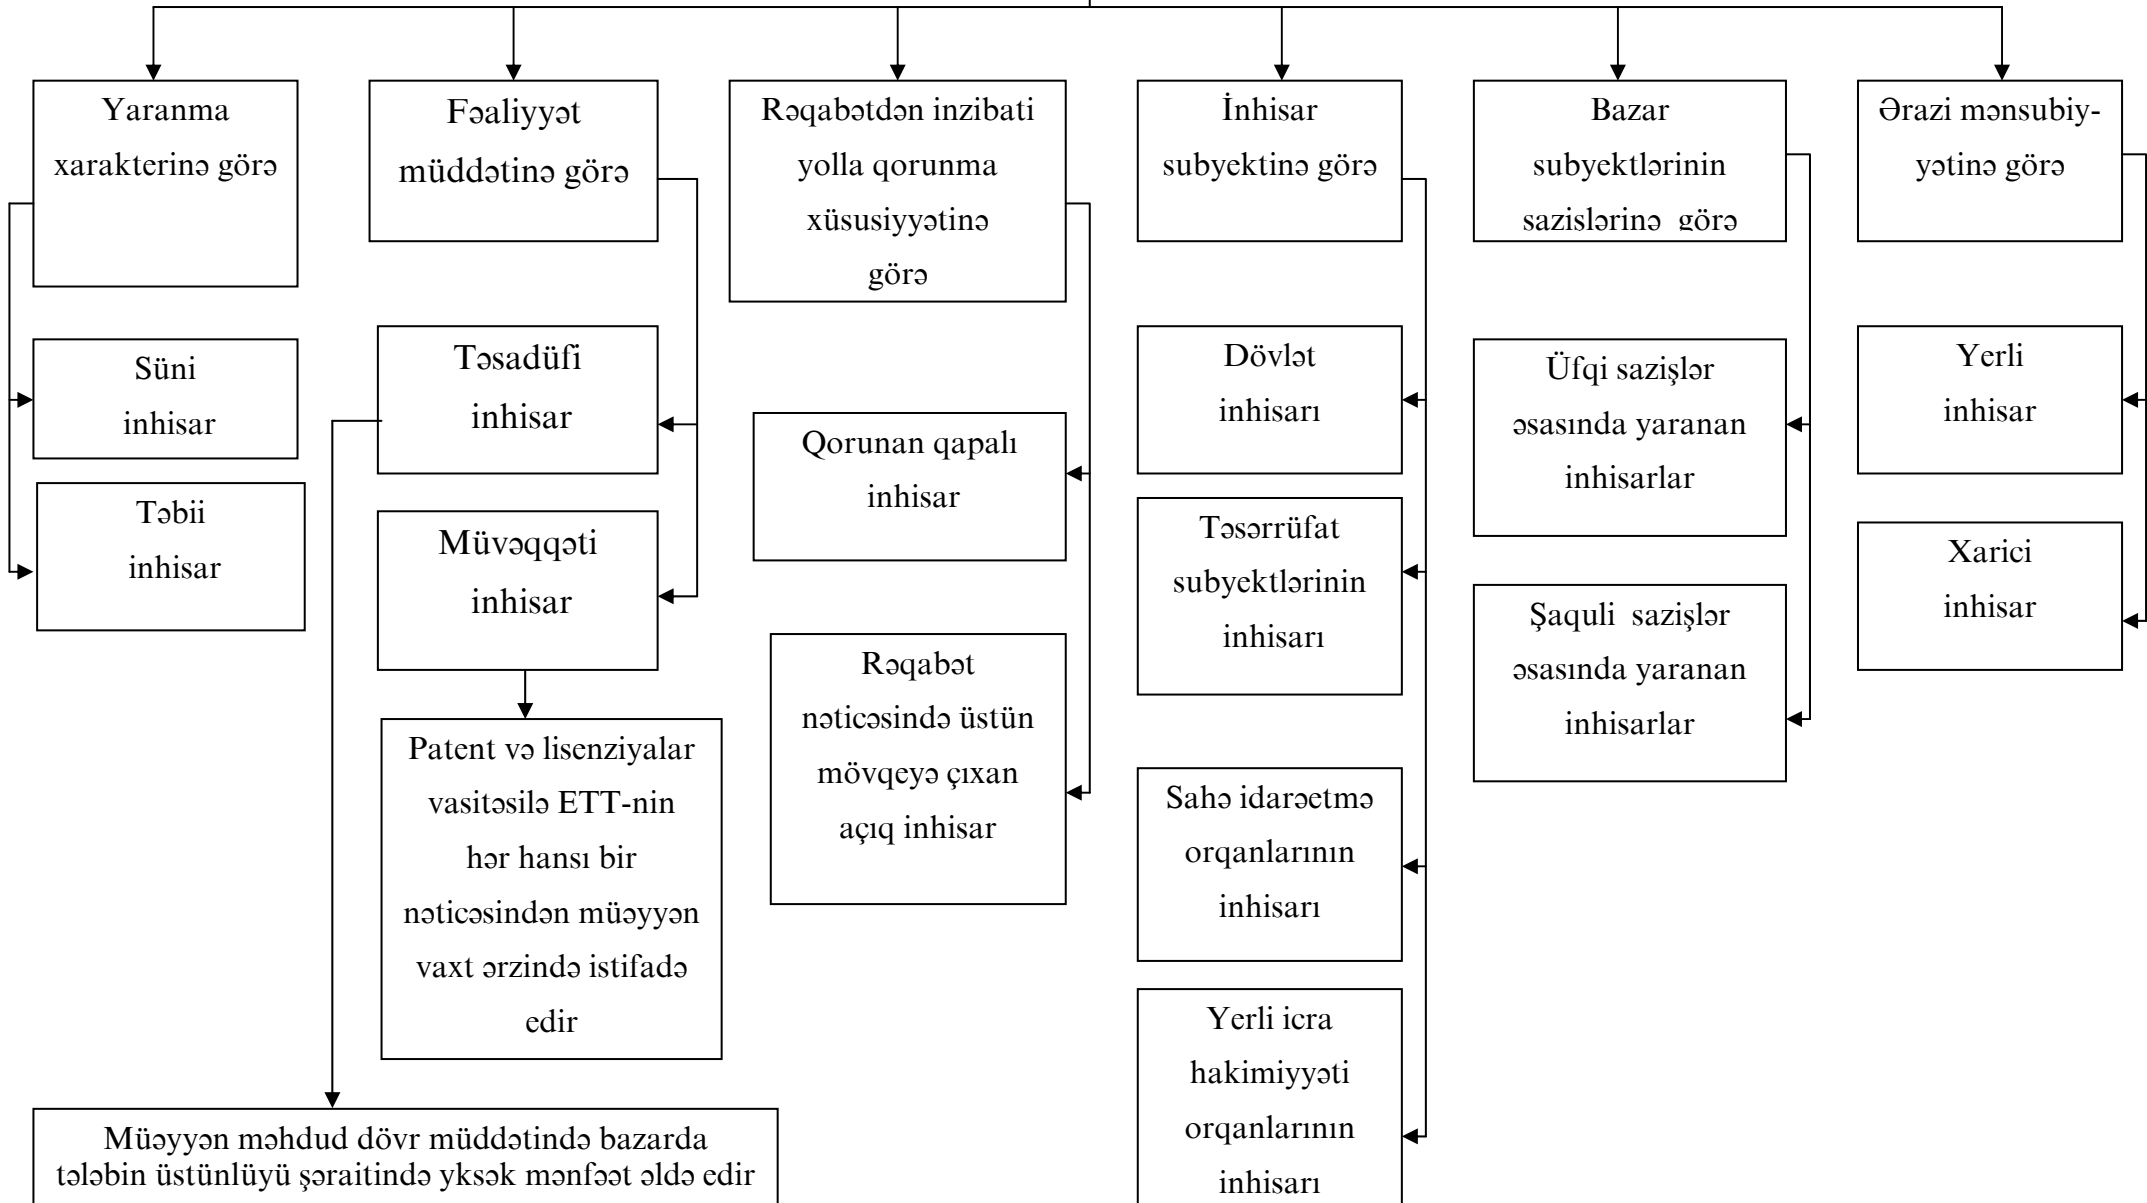 Yaranma
xarakterinə görə
Fəaliyyət
müddətinə görə
Rəqabətdən inzibati
yolla qorunma
xüsusiyyətinə
görə
İnhisar
subyektinə görə
Bazar
subyektlərinin
sazişlərinə görə
Ərazi mənsubiy-
yətinə görə
Süni
inhisar
Təbii
inhisar
Təsadüfi
inhisar
Müvəqqəti
inhisar
Patent və lisenziyalar
vasitəsilə ETT-nin
hər hansı bir
nəticəsindən müəyyən
vaxt ərzində istifadə
edir
Müəyyən məhdud dövr müddətində bazarda
tələbin üstünlüyü şəraitində yksək mənfəət əldə edir
Qorunan qapalı
inhisar
Rəqabət
nəticəsində üstün
mövqeyə çıxan
açıq inhisar
Dövlət
inhisarı
Təsərrüfat
subyektlərinin
inhisarı
Sahə idarəetmə
orqanlarının
inhisarı
Yerli icra
hakimiyyəti
orqanlarının
inhisarı
Üfqi sazişlər
əsasında yaranan
inhisarlar
Şaquli sazişlər
əsasında yaranan
inhisarlar
Yerli
inhisar
Xarici
inhisar